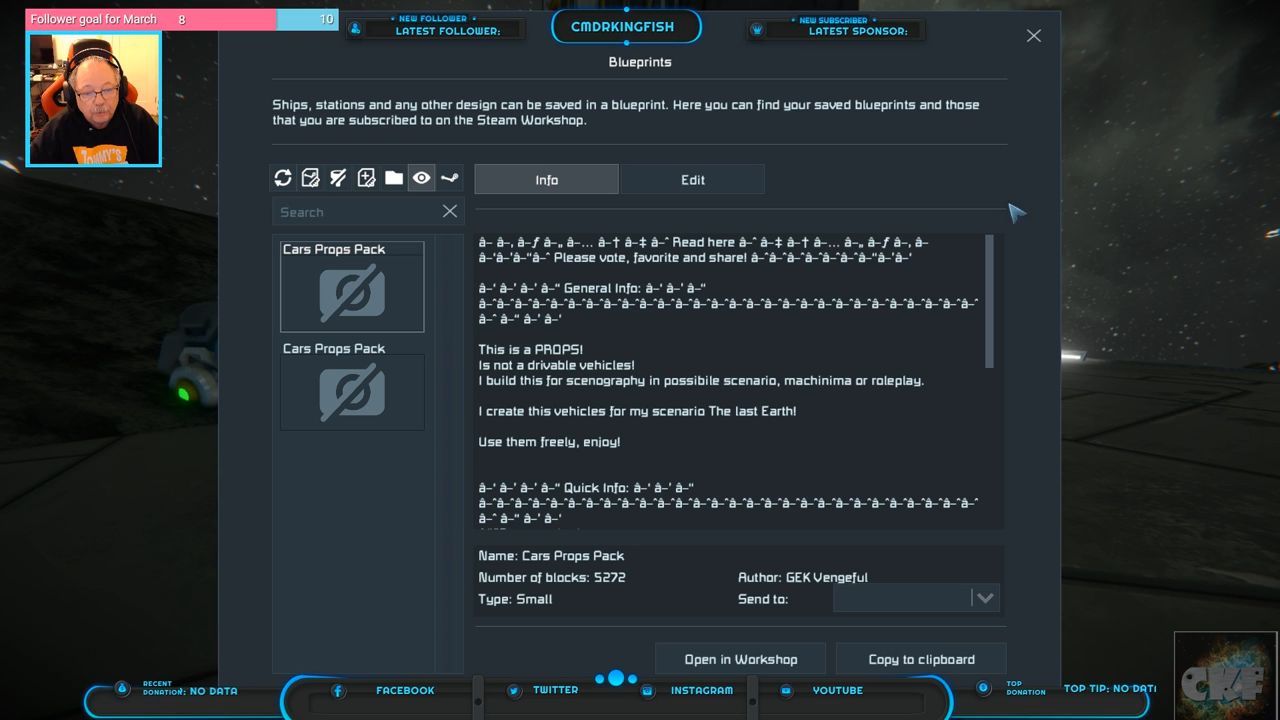 Follower goal for March 8 10
NEW FOLLOWER
LATEST FOLLOWER:
CMDRKINGFISH
NEW SUBSCRIBER
LATEST SPONSOR:
Blueprints
Ships, stations and any other design can be saved in a blueprint. Here you can find your saved blueprints and those
that you are subscribed to on the Steam Workshop.
Info
Edit
Search
Cars Props Pack
Cars Props Pack
Read here
Please vote, favorite and share!
General Info:
This is a PROPS!
Is not a drivable vehicles!
I build this for scenography in possibile scenario, machinima or roleplay.
I create this vehicles for my scenario The last Earth!
Use them freely, enjoy!
Quick Info:
Name: Cars Props Pack
Number of blocks: 5272
Author: GEK Vengeful
Type: Small
Send to:
Open in Workshop
Copy to clipboard
RECENT
DONATION: NO DATA
FACEBOOK
TWITTER
INSTAGRAM
YOUTUBE
TOP
DONATION
TOP TIP: NO DATA
TOMMY'S
CKF